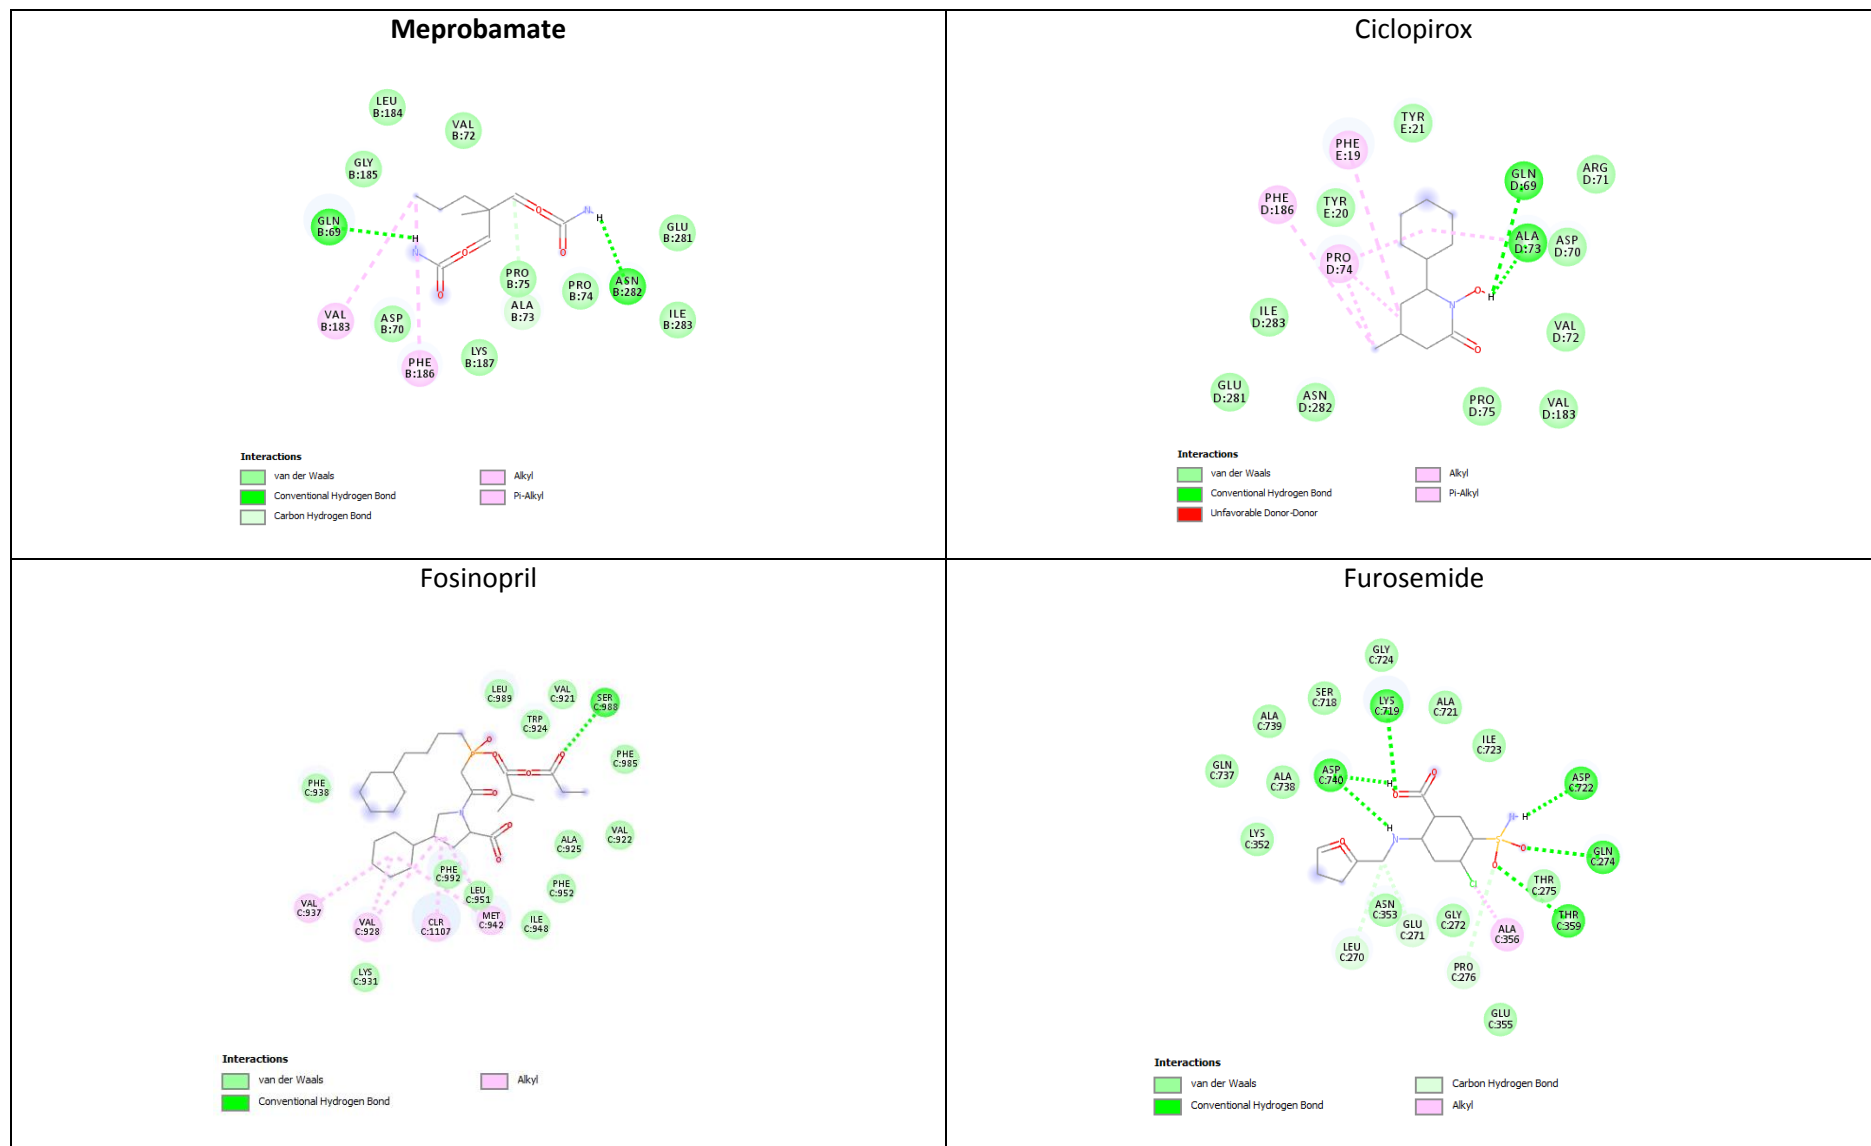 Meprobamate
LEU
B:184
VAL
B:72
GLY
B:185
GLN
B:69
H
N
O
O
O
O
N
H
GLU
B:281
PRO
B:75
PRO
B:74
ASN
B:282
ALA
B:73
ILE
B:283
VAL
B:183
ASP
B:70
LYS
B:187
PHE
B:186
Interactions
van der Waals
Conventional Hydrogen Bond
Carbon Hydrogen Bond
Alkyl
Pi-Alkyl
Ciclopirox
TYR
E:21
PHE
E:19
GLN
D:69
ARG
D:71
PHE
D:186
TYR
E:20
ALA
D:73
ASP
D:70
PRO
D:74
O
H
N
O
ILE
D:283
VAL
D:72
GLU
D:281
ASN
D:282
PRO
D:75
VAL
D:183
Interactions
van der Waals
Conventional Hydrogen Bond
Unfavorable Donor-Donor
Alkyl
Pi-Alkyl
Fosinopril
LEU
C:989
VAL
C:921
SER
C:988
TRP
C:924
PHE
C:985
PHE
C:938
O
O
O
O
O
N
O
O
ALA
C:925
VAL
C:922
PHE
C:992
LEU
C:951
PHE
C:952
VAL
C:937
VAL
C:928
CLR
C:1107
MET
C:942
ILE
C:948
LYS
C:931
Interactions
van der Waals
Conventional Hydrogen Bond
Alkyl
Furosemide
GLY
C:724
SER
C:718
LYS
C:719
ALA
C:721
ALA
C:739
ILE
C:723
GLN
C:737
ALA
C:738
ASP
C:740
ASP
C:722
H
O
O
N
H
H
N
O
O
O
Cl
LYS
C:352
GLN
C:274
THR
C:275
ASN
C:353
GLU
C:271
GLY
C:272
ALA
C:356
THR
C:359
LEU
C:270
PRO
C:276
GLU
C:355
Interactions
van der Waals
Conventional Hydrogen Bond
Carbon Hydrogen Bond
Alkyl